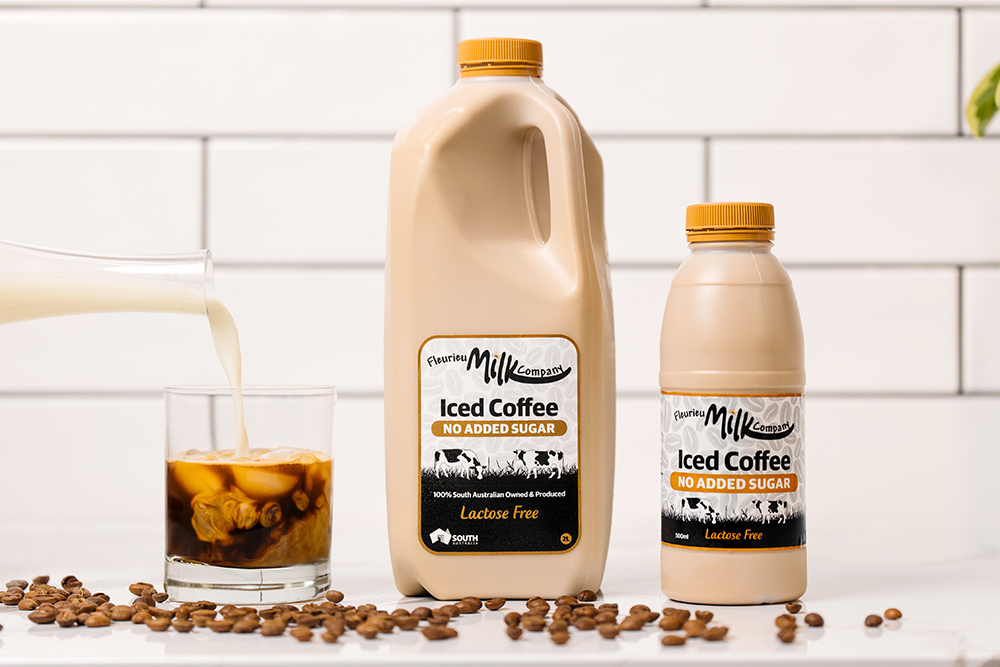 Fleurieu Milk Company
Iced Coffee
NO ADDED SUGAR
100% South Australian Owned & Produced
Lactose Free
SOUTH
AUSTRALIA
2L
Fleurieu Milk Company
Iced Coffee
NO ADDED SUGAR
500ml
Lactose Free